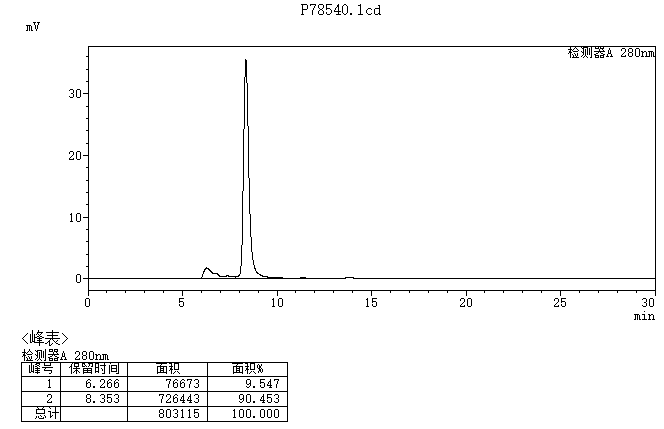 P78540.lcd
mV
检测器A 280nm
30
20
10
0
0 5 10 15 20 25 30
min
<峰表>
检测器A 280nm
峰号 保留时间 面积 面积%
1 6.266 76673 9.547
2 8.353 726443 90.453
总计 803115 100.000